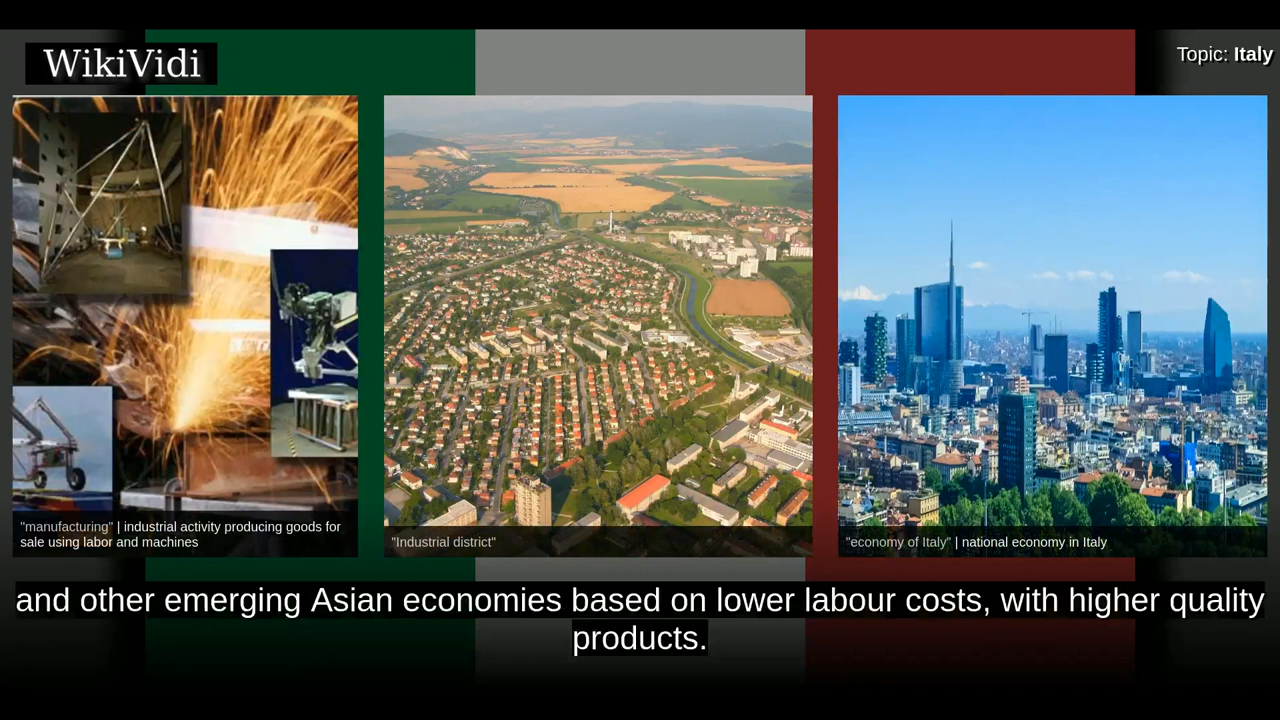 WikiVidi
Topic: Italy
"manufacturing" | industrial activity producing goods for
sale using labor and machines
"Industrial district"
"economy of Italy" | national economy in Italy
and other emerging Asian economies based on lower labour costs, with higher quality
products.